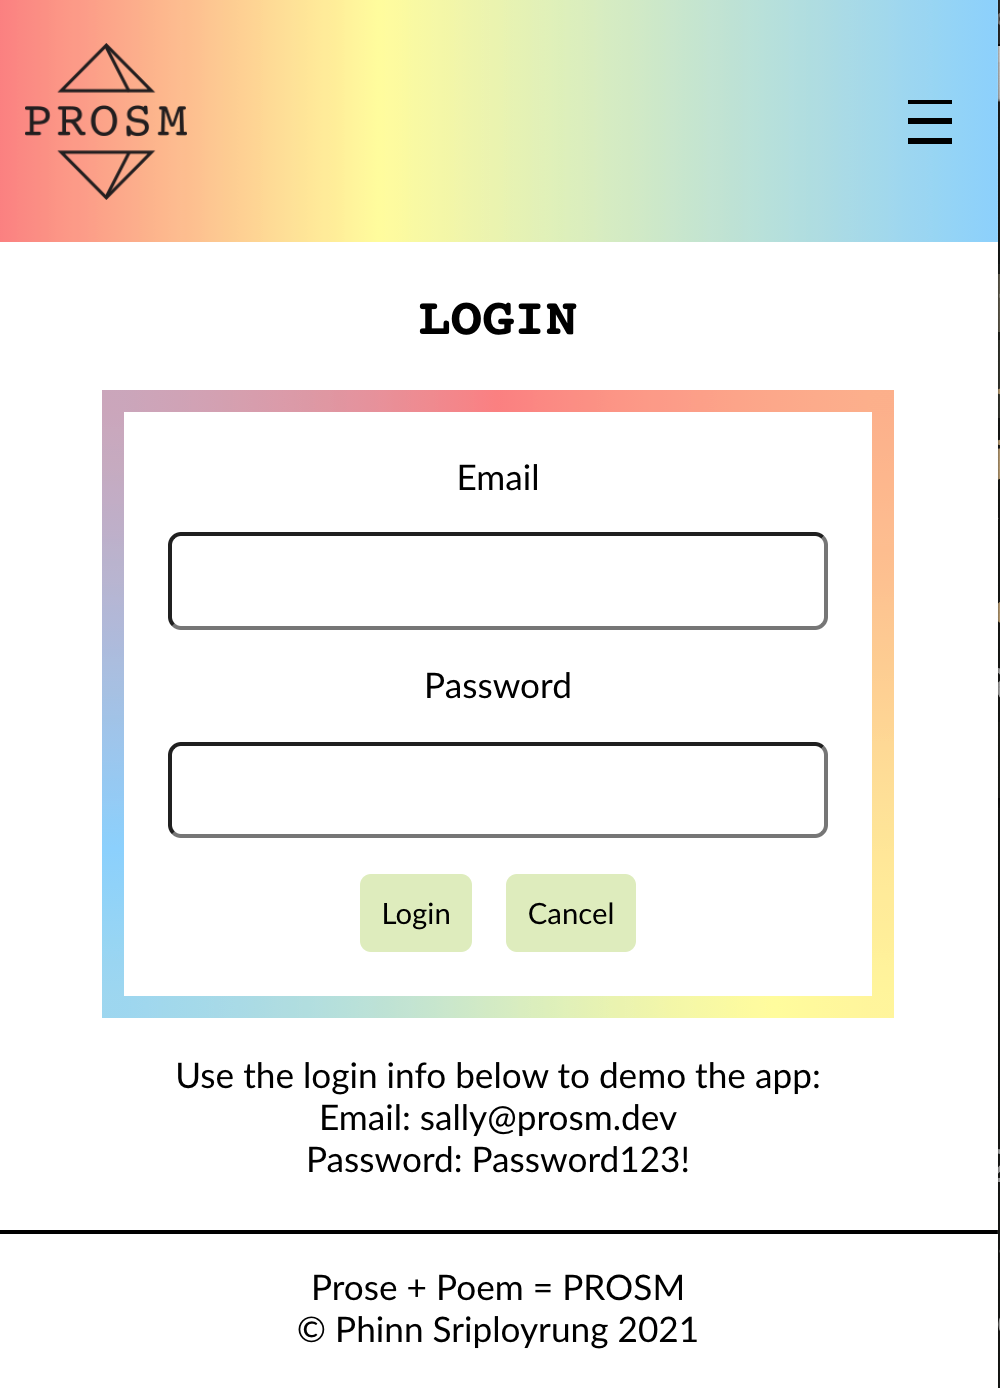 PROSM
LOGIN
Email
Password
Login
Cancel
Use the login info below to demo the app:
Email: sally@prosm.dev
Password: Password123!
Prose + Poem = PROSM
© Phinn Sriployrung 2021